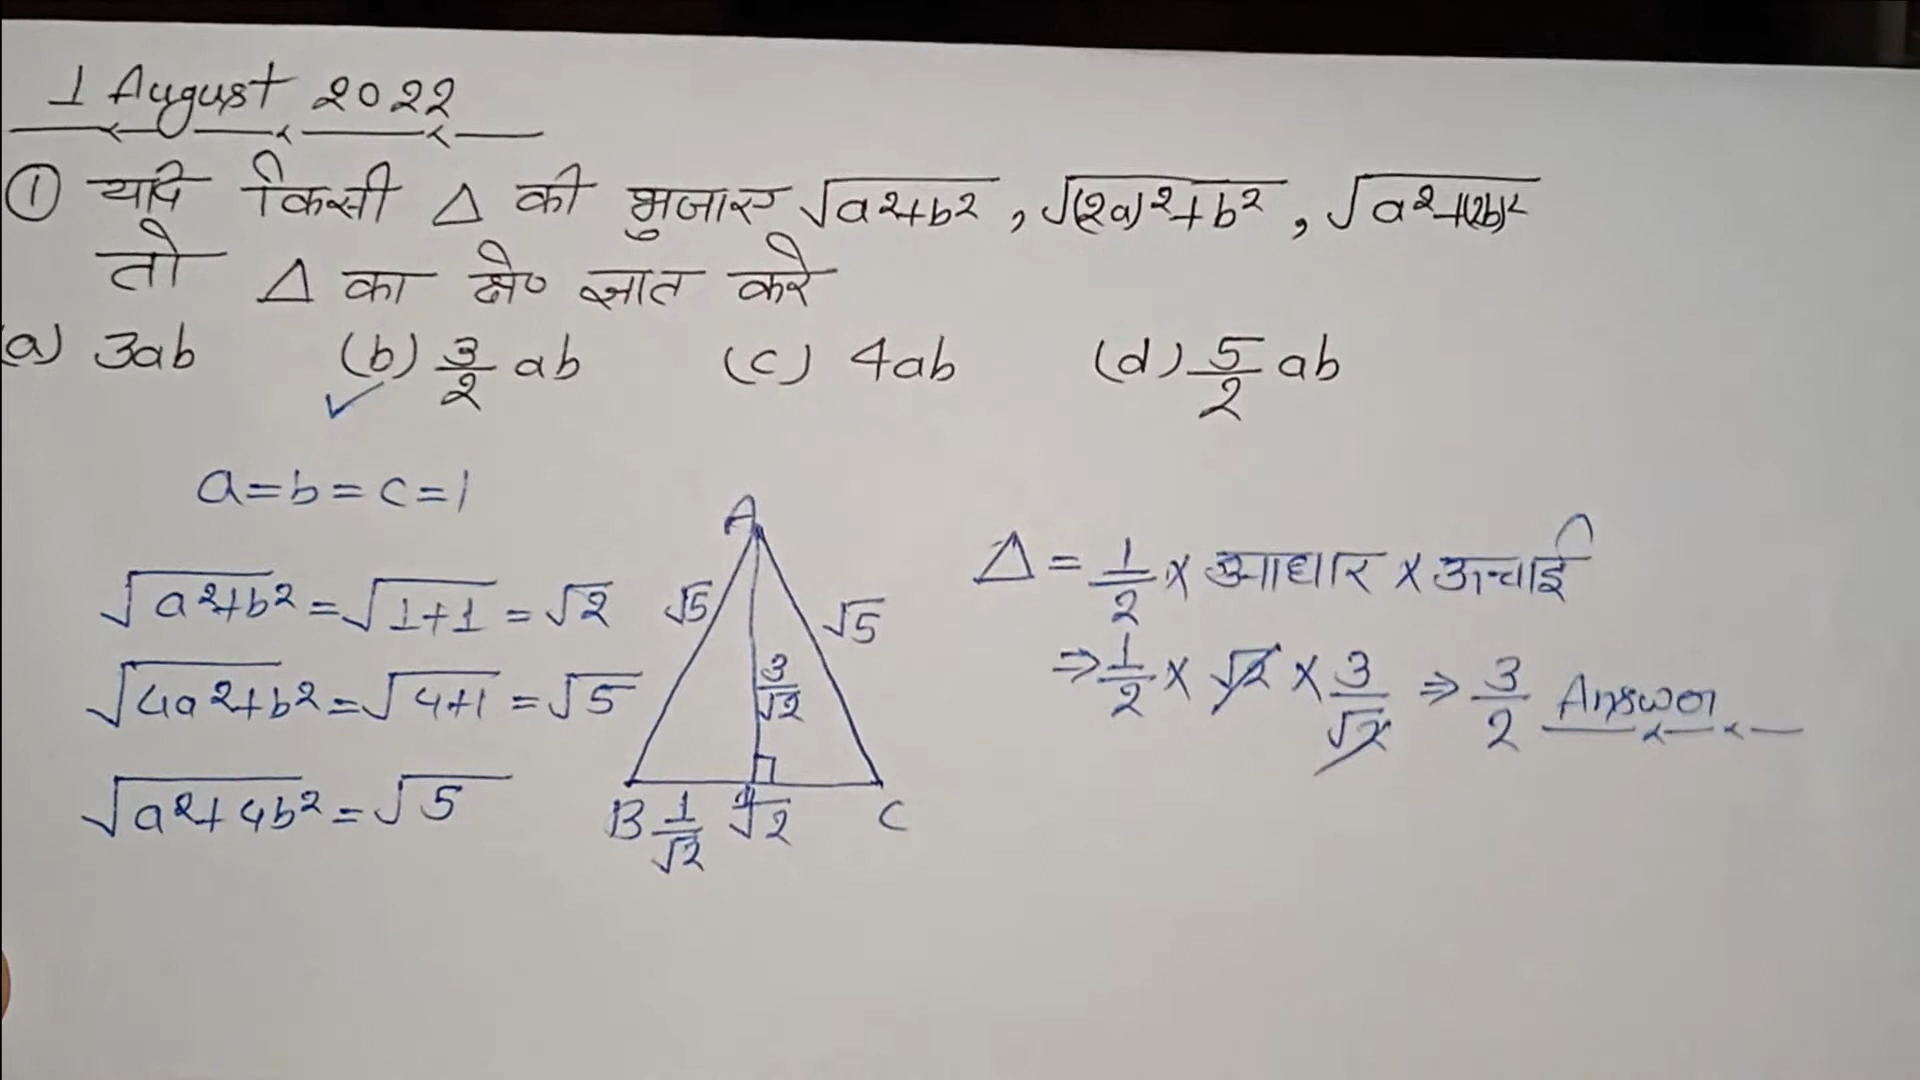 1 August 2022
① यदि किसी Δ की भुजाए √(a²+b²), √((2a)²+b²), √(a²+(2b)²)
तो Δ का क्षे० ज्ञात करे
(a) 3ab (b) 3/2 ab (c) 4ab (d) 5/2 ab
a=b=c=1
√(a²+b²) = √(1+1) = √2
√(4a²+b²) = √(4+1) = √5
√(a²+4b²) = √5
A
√5 √5
3/√2
B 1/√2 √2 C
Δ = 1/2 × आधार × ऊचाई
⇒ 1/2 × √2 × 3/√2 ⇒ 3/2 Answer